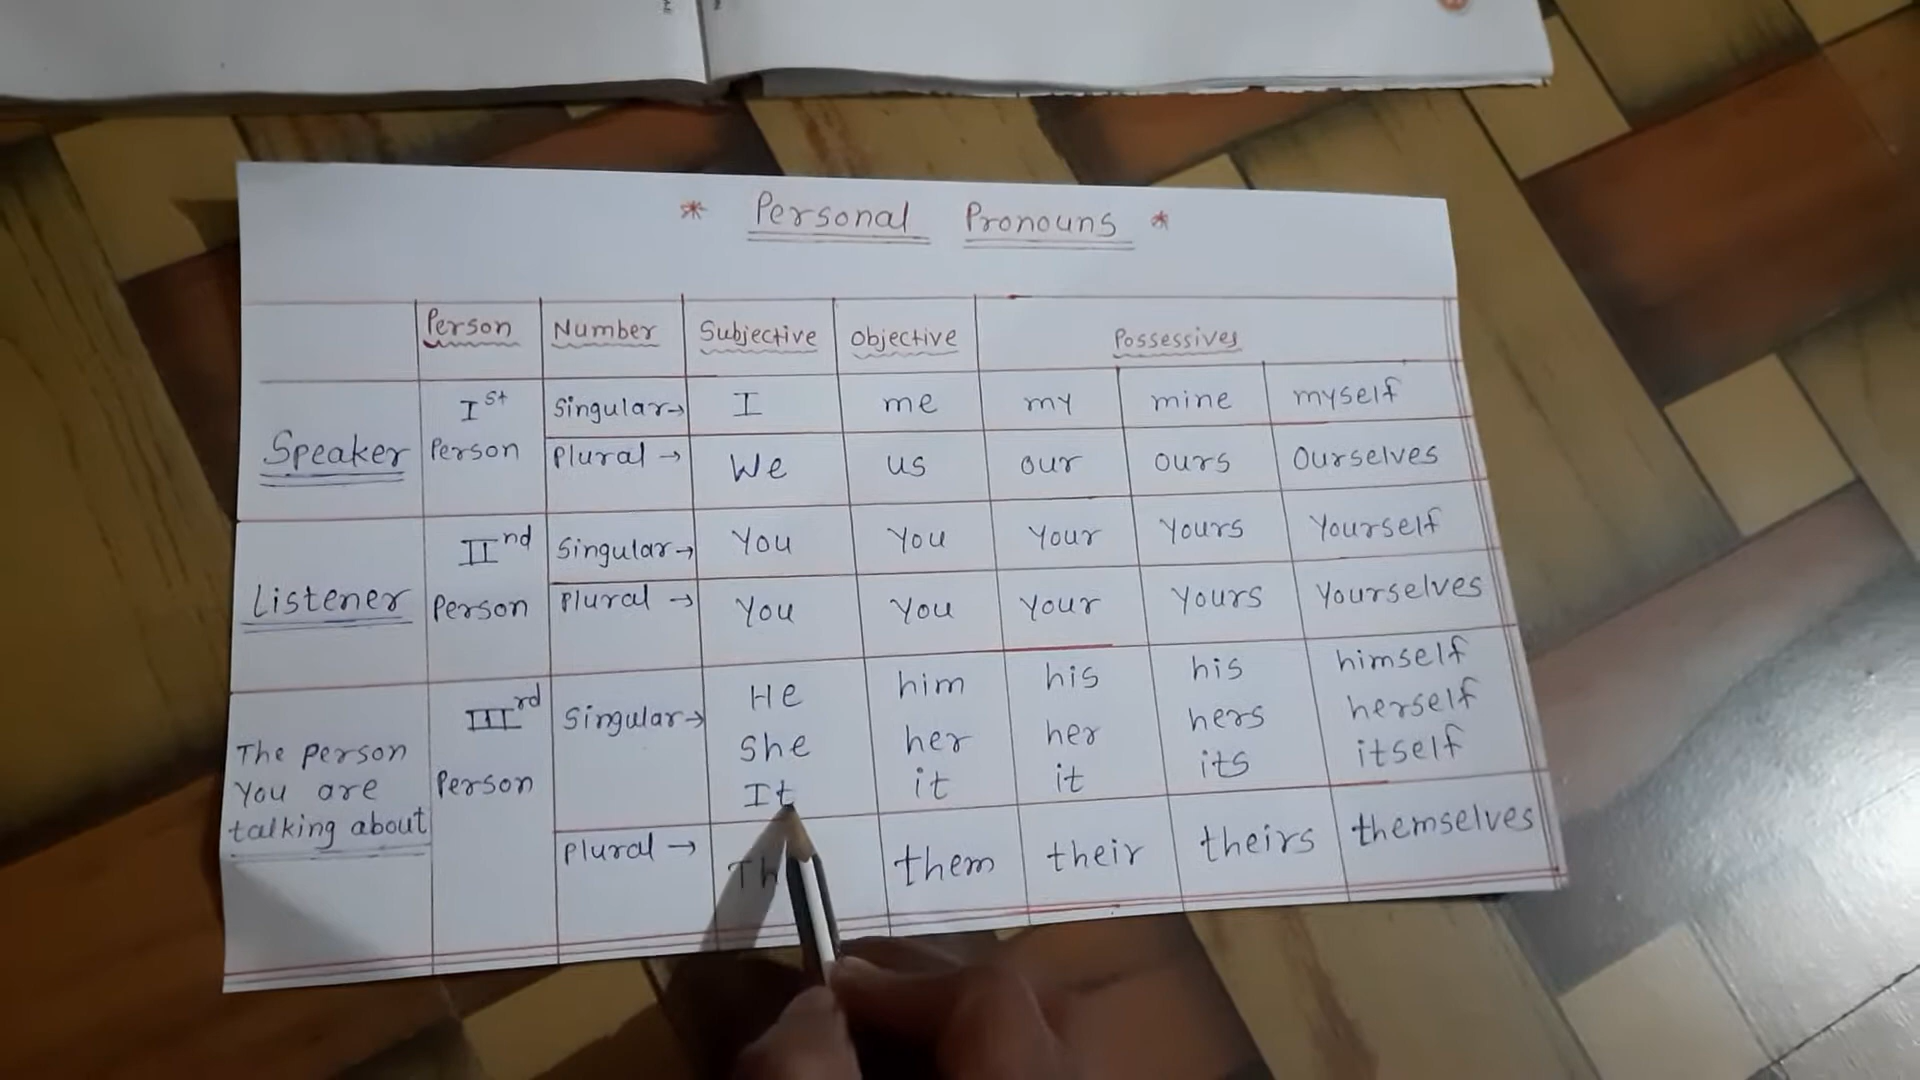 * Personal Pronouns *
Person Number Subjective Objective Possessives
Speaker Ist Person Singular→ I me my mine myself
Plural → We us our ours Ourselves
Listener IInd Person Singular→ You You Your Yours Yourself
Plural → You You Your Yours Yourselves
The person You are talking about IIIrd Person Singular→ He him his his himself
She her her hers herself
It it it its itself
Plural → them their theirs themselves